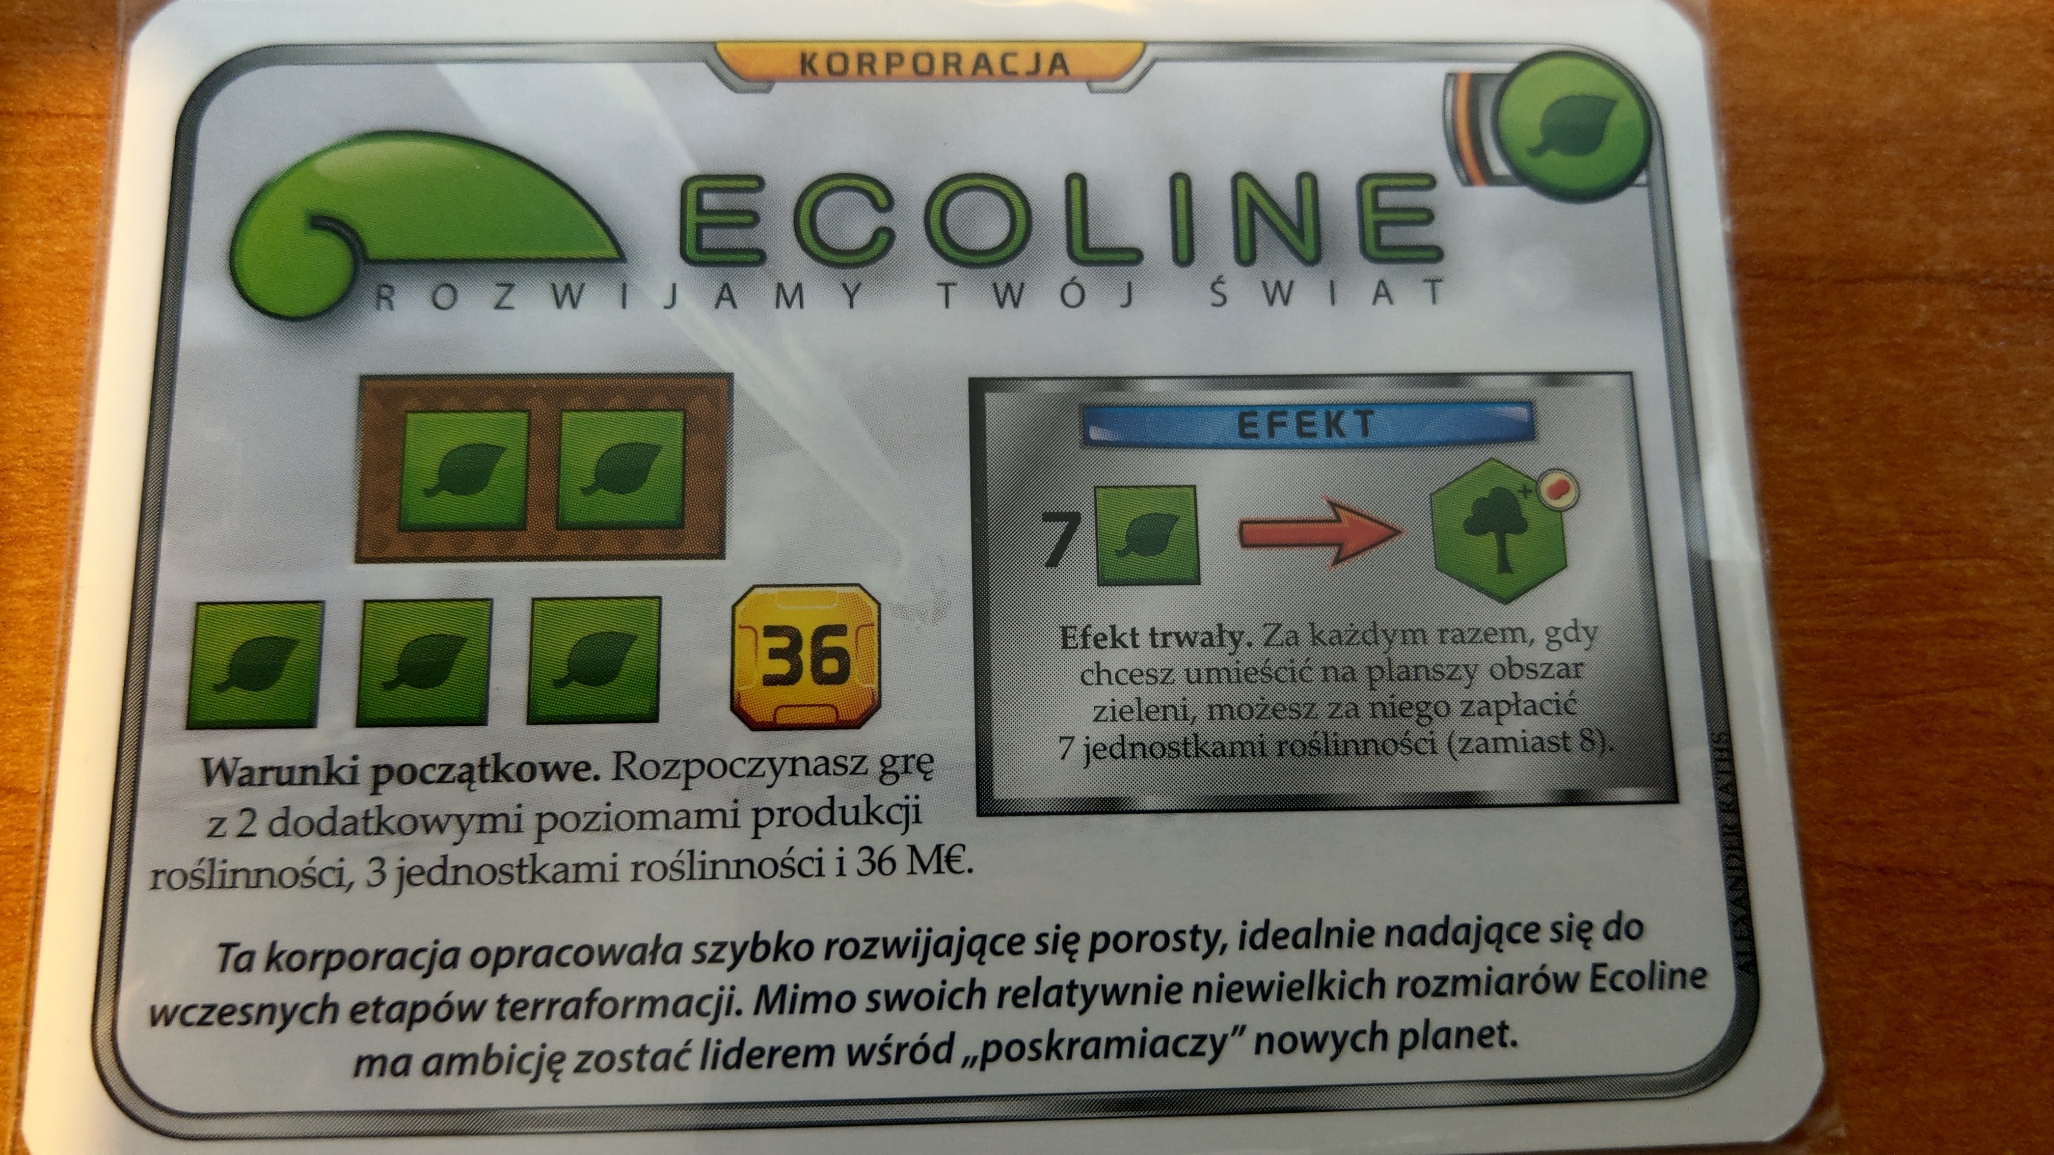 KORPORACJA
ECOLINE
ROZWIJAMY TWÓJ ŚWIAT
EFEKT
7
36
Efekt trwały. Za każdym razem, gdy
chcesz umieścić na planszy obszar
zieleni, możesz za niego zapłacić
7 jednostkami roślinności (zamiast 8).
Warunki początkowe. Rozpoczynasz grę
z 2 dodatkowymi poziomami produkcji
roślinności, 3 jednostkami roślinności i 36 M€.
Ta korporacja opracowała szybko rozwijające się porosty, idealnie nadające się do
wczesnych etapów terraformacji. Mimo swoich relatywnie niewielkich rozmiarów Ecoline
ma ambicję zostać liderem wśród „poskramiaczy” nowych planet.